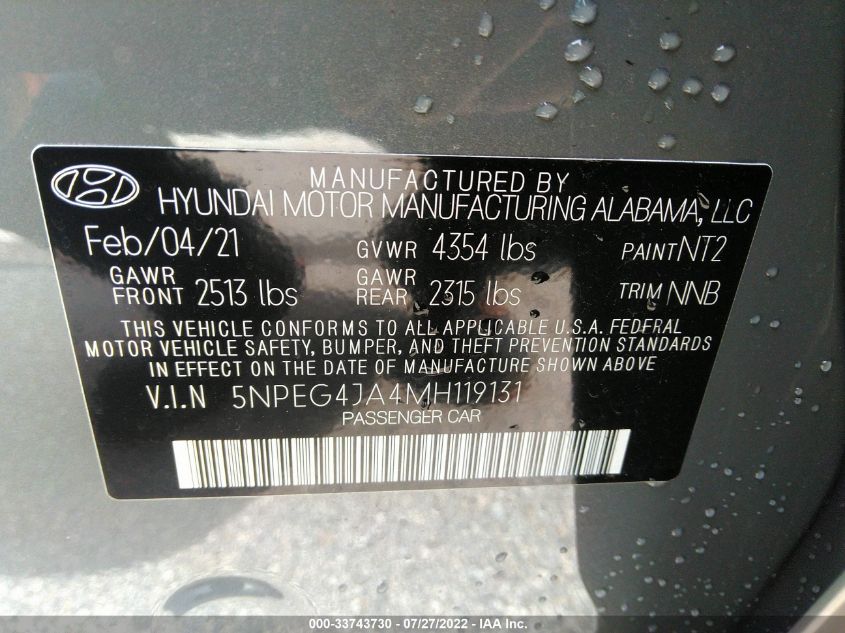 MANUFACTURED BY
HYUNDAI MOTOR MANUFACTURING ALABAMA, LLC
Feb/04/21 GVWR 4354 lbs PAINT NT2
GAWR FRONT 2513 lbs GAWR REAR 2315 lbs TRIM NNB
THIS VEHICLE CONFORMS TO ALL APPLICABLE U.S.A. FEDERAL
MOTOR VEHICLE SAFETY, BUMPER, AND THEFT PREVENTION STANDARDS
IN EFFECT ON THE DATE OF MANUFACTURE SHOWN ABOVE
V.I.N 5NPEG4JA4MH119131
PASSENGER CAR
000-33743730 - 07/27/2022 - IAA Inc.